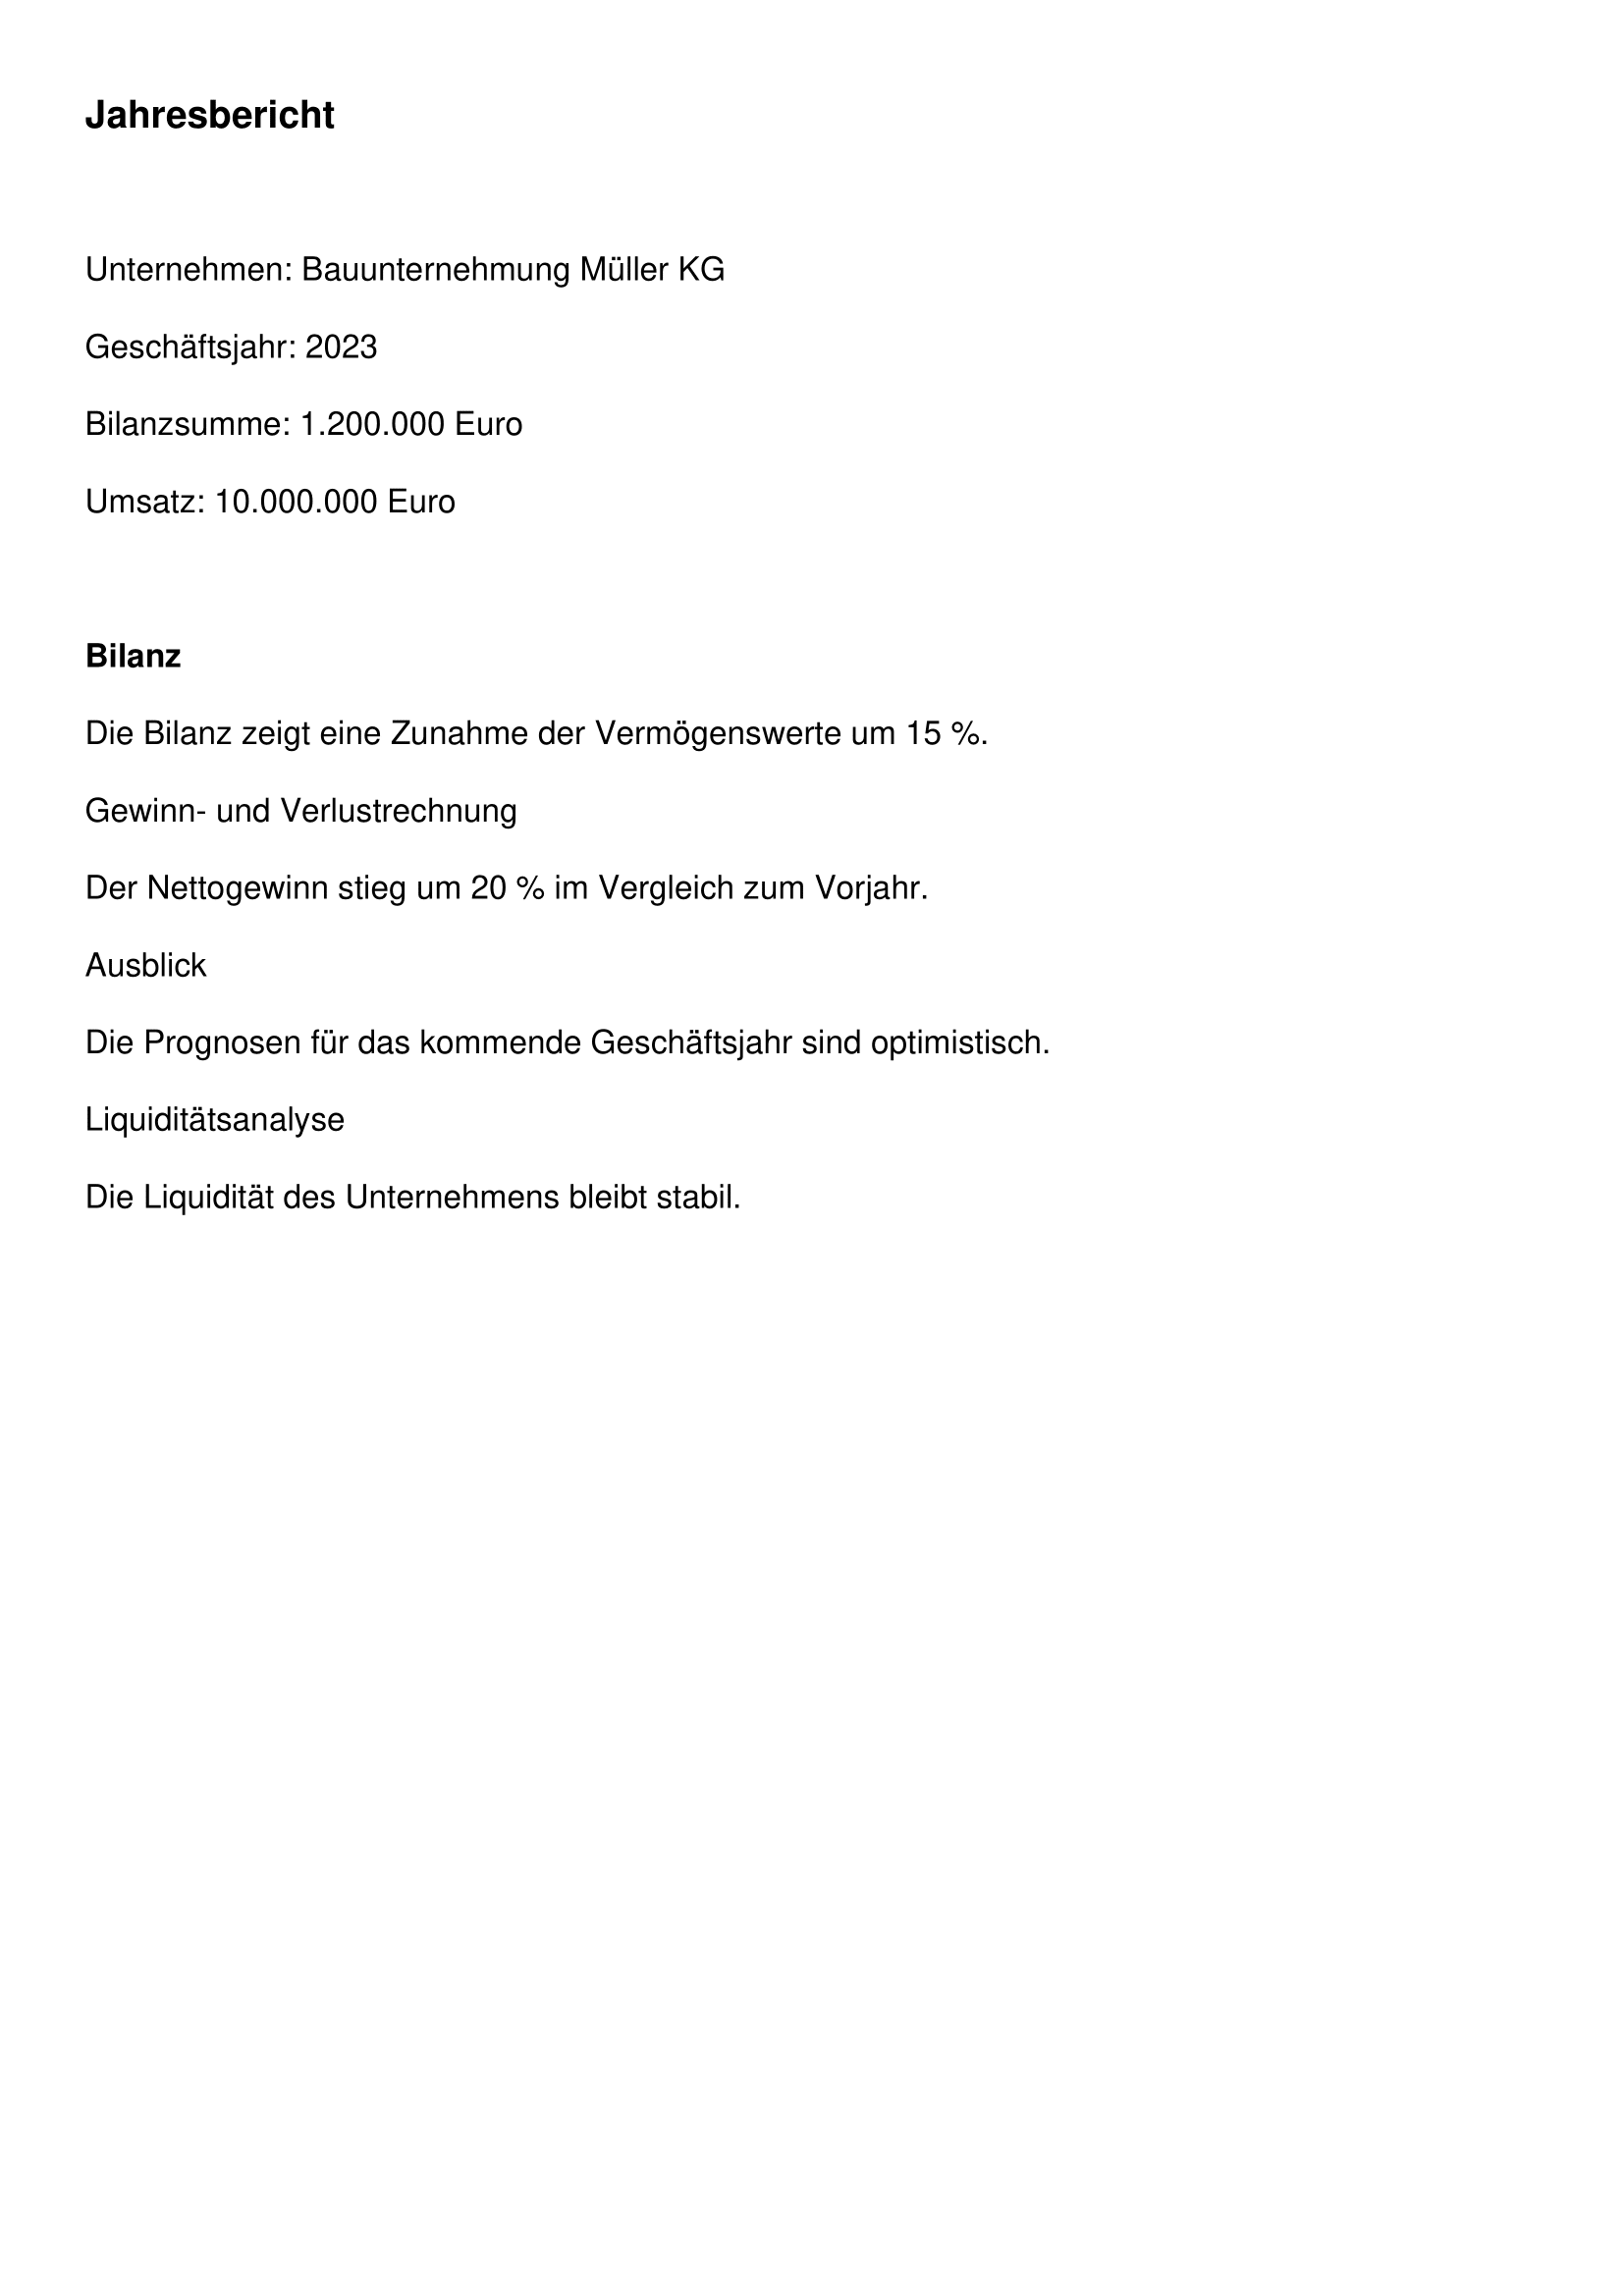 Jahresbericht
Unternehmen: Bauunternehmung Müller KG
Geschäftsjahr: 2023
Bilanzsumme: 1.200.000 Euro
Umsatz: 10.000.000 Euro
Bilanz
Die Bilanz zeigt eine Zunahme der Vermögenswerte um 15 %.
Gewinn- und Verlustrechnung
Der Nettogewinn stieg um 20 % im Vergleich zum Vorjahr.
Ausblick
Die Prognosen für das kommende Geschäftsjahr sind optimistisch.
Liquiditätsanalyse
Die Liquidität des Unternehmens bleibt stabil.